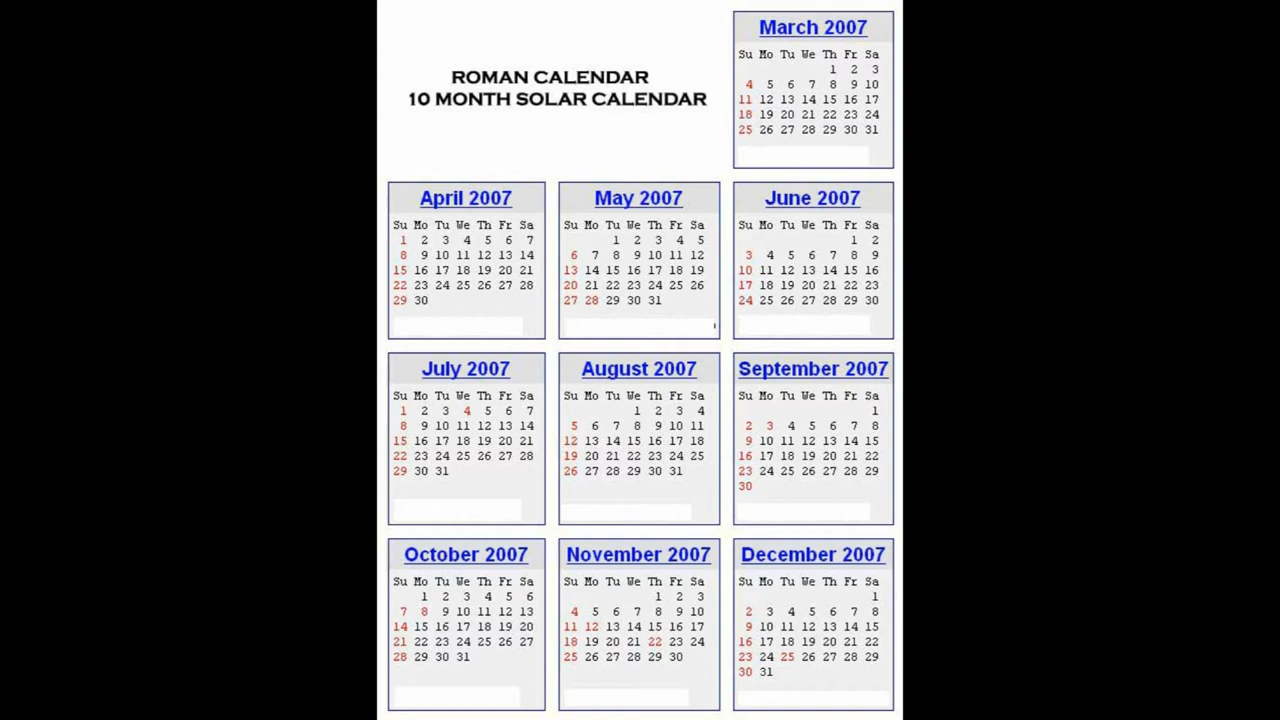 ROMAN CALENDAR
10 MONTH SOLAR CALENDAR
March 2007
Su Mo Tu We Th Fr Sa
1 2 3
4 5 6 7 8 9 10
11 12 13 14 15 16 17
18 19 20 21 22 23 24
25 26 27 28 29 30 31
April 2007
Su Mo Tu We Th Fr Sa
1 2 3 4 5 6 7
8 9 10 11 12 13 14
15 16 17 18 19 20 21
22 23 24 25 26 27 28
29 30
May 2007
Su Mo Tu We Th Fr Sa
1 2 3 4 5
6 7 8 9 10 11 12
13 14 15 16 17 18 19
20 21 22 23 24 25 26
27 28 29 30 31
June 2007
Su Mo Tu We Th Fr Sa
1 2
3 4 5 6 7 8 9
10 11 12 13 14 15 16
17 18 19 20 21 22 23
24 25 26 27 28 29 30
July 2007
Su Mo Tu We Th Fr Sa
1 2 3 4 5 6 7
8 9 10 11 12 13 14
15 16 17 18 19 20 21
22 23 24 25 26 27 28
29 30 31
August 2007
Su Mo Tu We Th Fr Sa
1 2 3 4
5 6 7 8 9 10 11
12 13 14 15 16 17 18
19 20 21 22 23 24 25
26 27 28 29 30 31
September 2007
Su Mo Tu We Th Fr Sa
1
2 3 4 5 6 7 8
9 10 11 12 13 14 15
16 17 18 19 20 21 22
23 24 25 26 27 28 29
30
October 2007
Su Mo Tu We Th Fr Sa
1 2 3 4 5 6
7 8 9 10 11 12 13
14 15 16 17 18 19 20
21 22 23 24 25 26 27
28 29 30 31
November 2007
Su Mo Tu We Th Fr Sa
1 2 3
4 5 6 7 8 9 10
11 12 13 14 15 16 17
18 19 20 21 22 23 24
25 26 27 28 29 30
December 2007
Su Mo Tu We Th Fr Sa
1
2 3 4 5 6 7 8
9 10 11 12 13 14 15
16 17 18 19 20 21 22
23 24 25 26 27 28 29
30 31